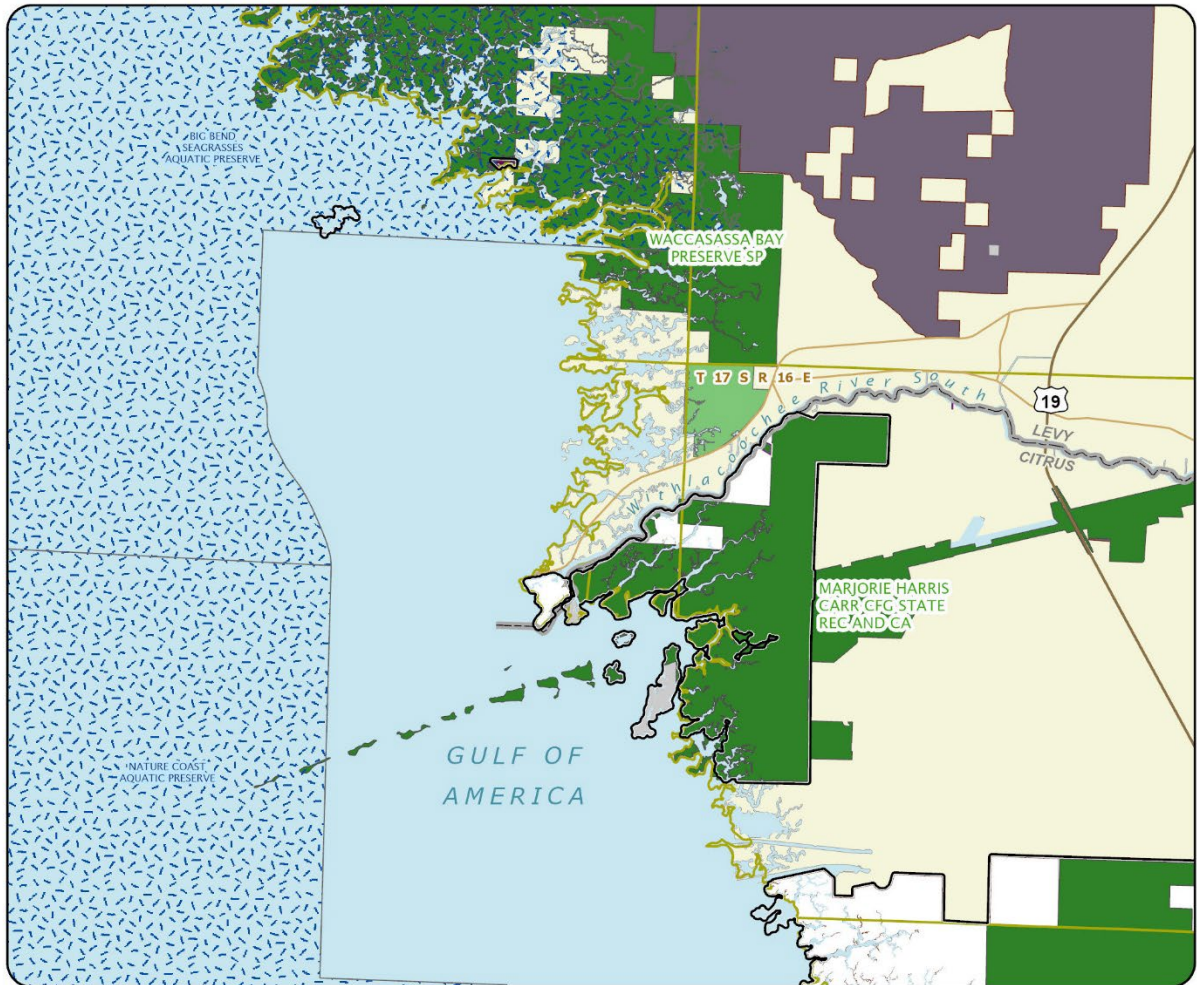 BIG BEND
SEAGRASSES
AQUATIC PRESERVE
WACCASASSA BAY
PRESERVE SP
T 17 S R 16 E
Withlacoochee River South
19
LEVY
CITRUS
MARJORIE HARRIS
CARR CFG STATE
REC AND CA
NATURE COAST
AQUATIC PRESERVE
GULF OF
AMERICA